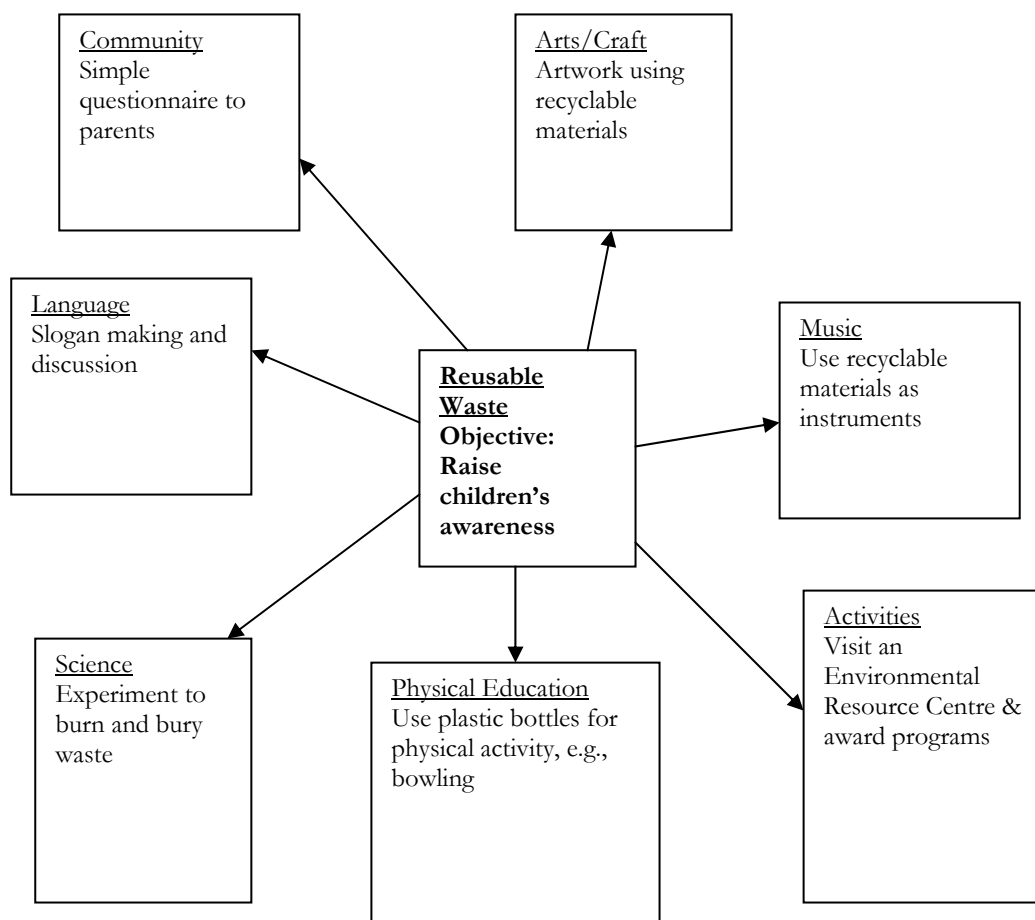 Community
Simple
questionnaire to
parents
Arts/Craft
Artwork using
recyclable
materials
Language
Slogan making and
discussion
Music
Use recyclable
materials as
instruments
Reusable
Waste
Objective:
Raise
children’s
awareness
Science
Experiment to
burn and bury
waste
Physical Education
Use plastic bottles for
physical activity, e.g.,
bowling
Activities
Visit an
Environmental
Resource Centre &
award programs